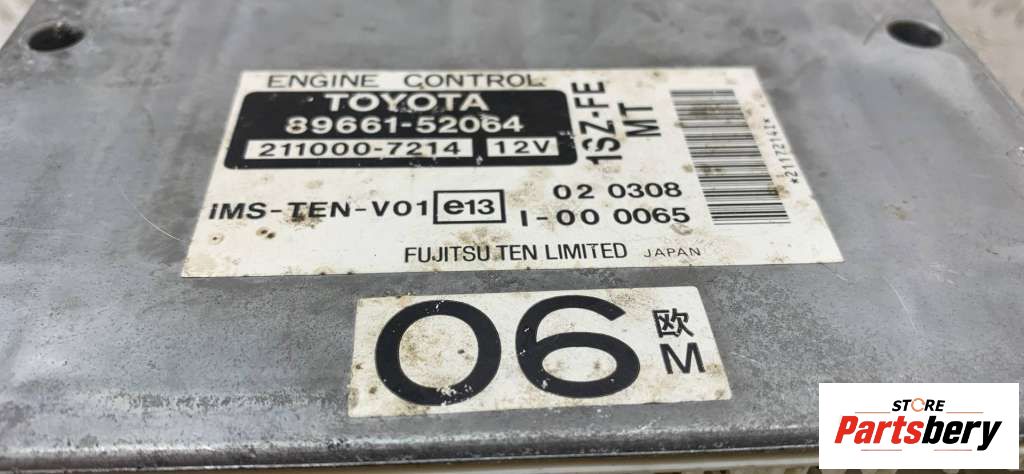 ENGINE CONTROL
TOYOTA
89661-52064
211000-7214 12V
1SZ-FE
MT
*2117214I*
IMS-TEN-V01 e13 02 0308
I-00 0065
FUJITSU TEN LIMITED JAPAN
06 欧
M
STORE
Partsbery